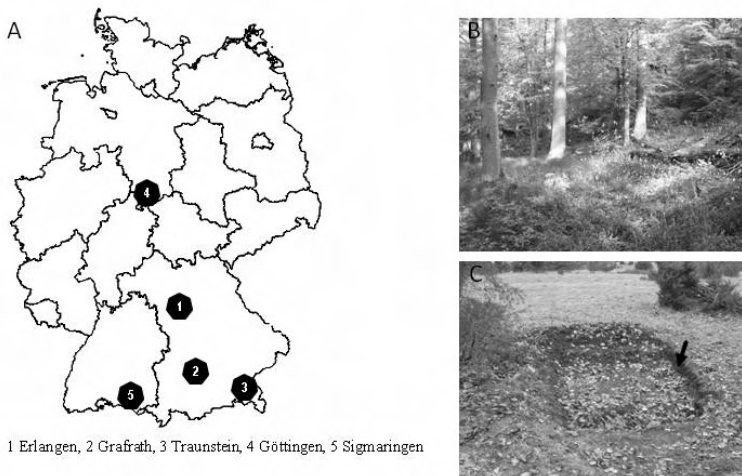 A
B
4
1
2
3
5
C
1 Erlangen, 2 Grafrath, 3 Traunstein, 4 Göttingen, 5 Sigmaringen